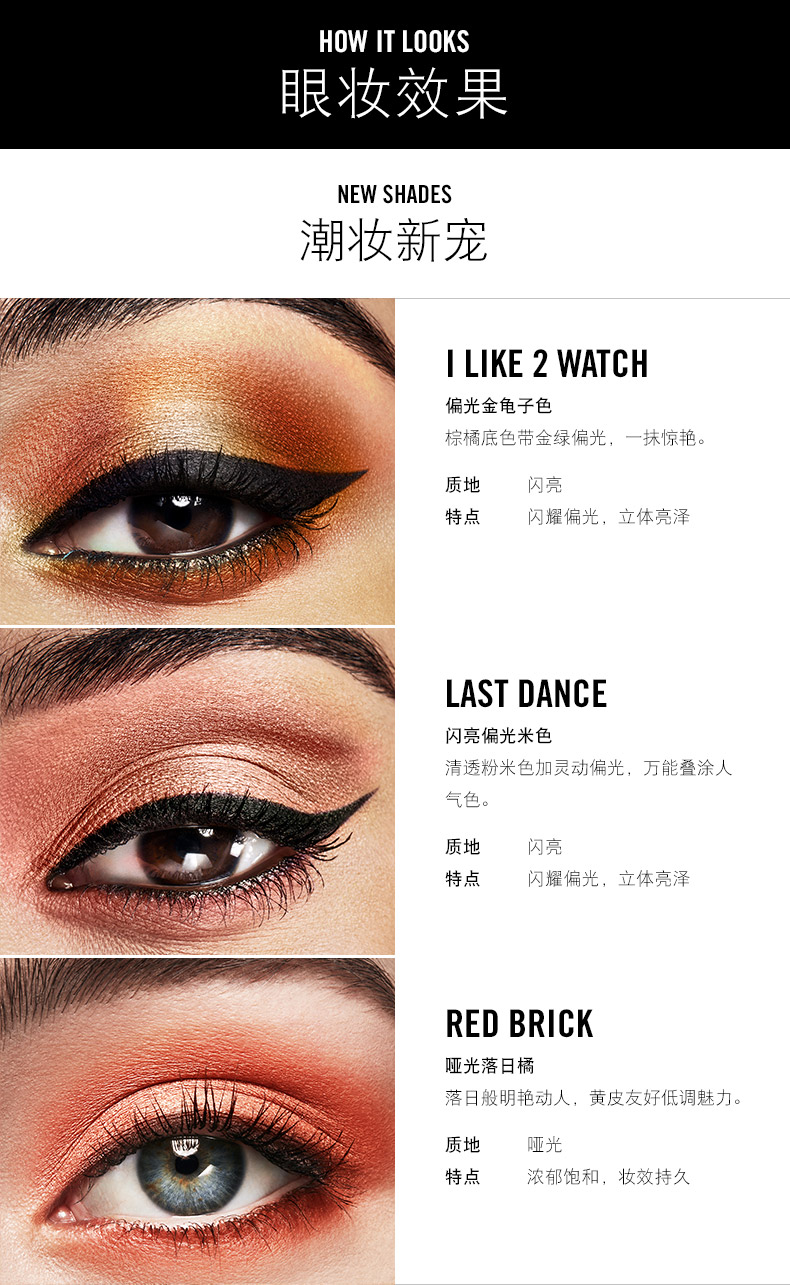 HOW IT LOOKS
眼妆效果
NEW SHADES
潮妆新宠
I LIKE 2 WATCH
偏光金龟子色
棕橘底色带金绿偏光，一抹惊艳。
质地 闪亮
特点 闪耀偏光，立体亮泽
LAST DANCE
闪亮偏光米色
清透粉米色加灵动偏光，万能叠涂人
气色。
质地 闪亮
特点 闪耀偏光，立体亮泽
RED BRICK
哑光落日橘
落日般明艳动人，黄皮友好低调魅力。
质地 哑光
特点 浓郁饱和，妆效持久